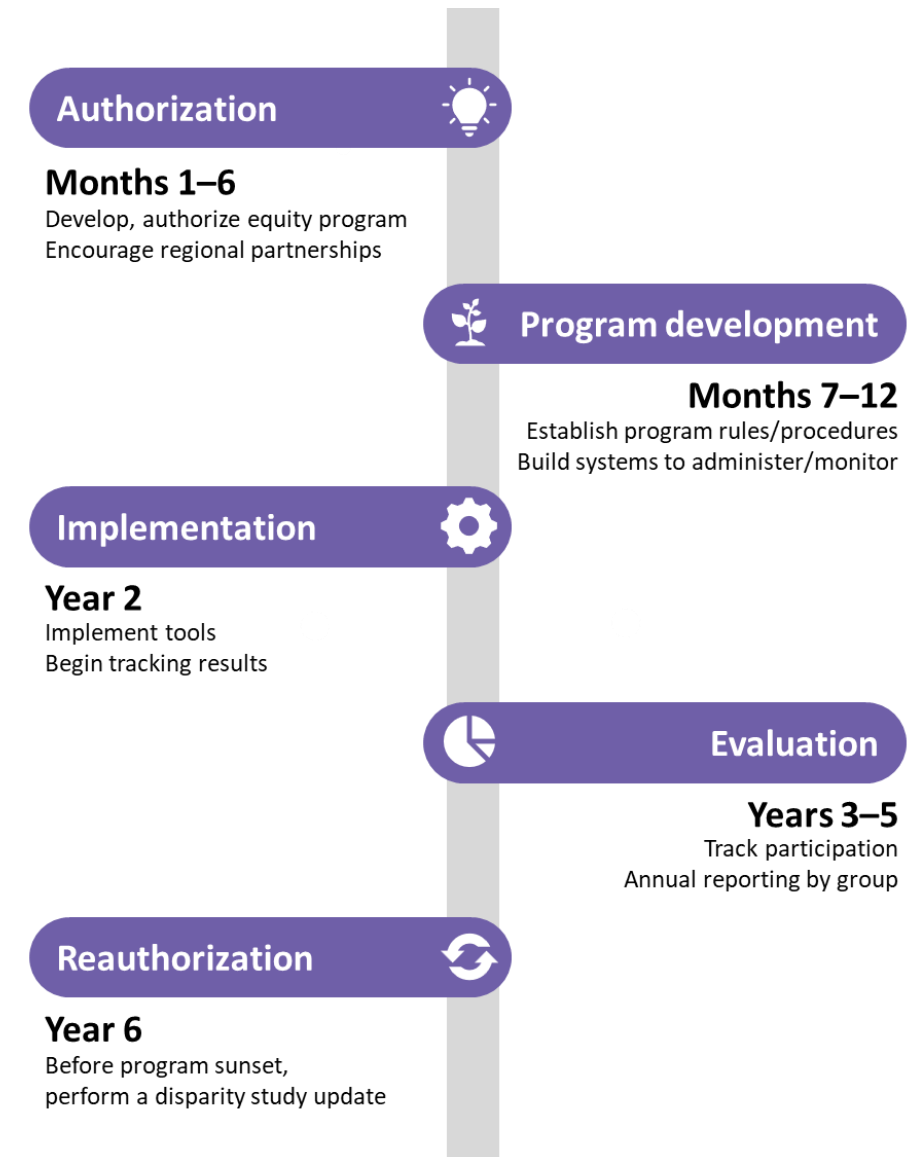 Authorization
Months 1–6
Develop, authorize equity program
Encourage regional partnerships
Program development
Months 7–12
Establish program rules/procedures
Build systems to administer/monitor
Implementation
Year 2
Implement tools
Begin tracking results
Evaluation
Years 3–5
Track participation
Annual reporting by group
Reauthorization
Year 6
Before program sunset,
perform a disparity study update